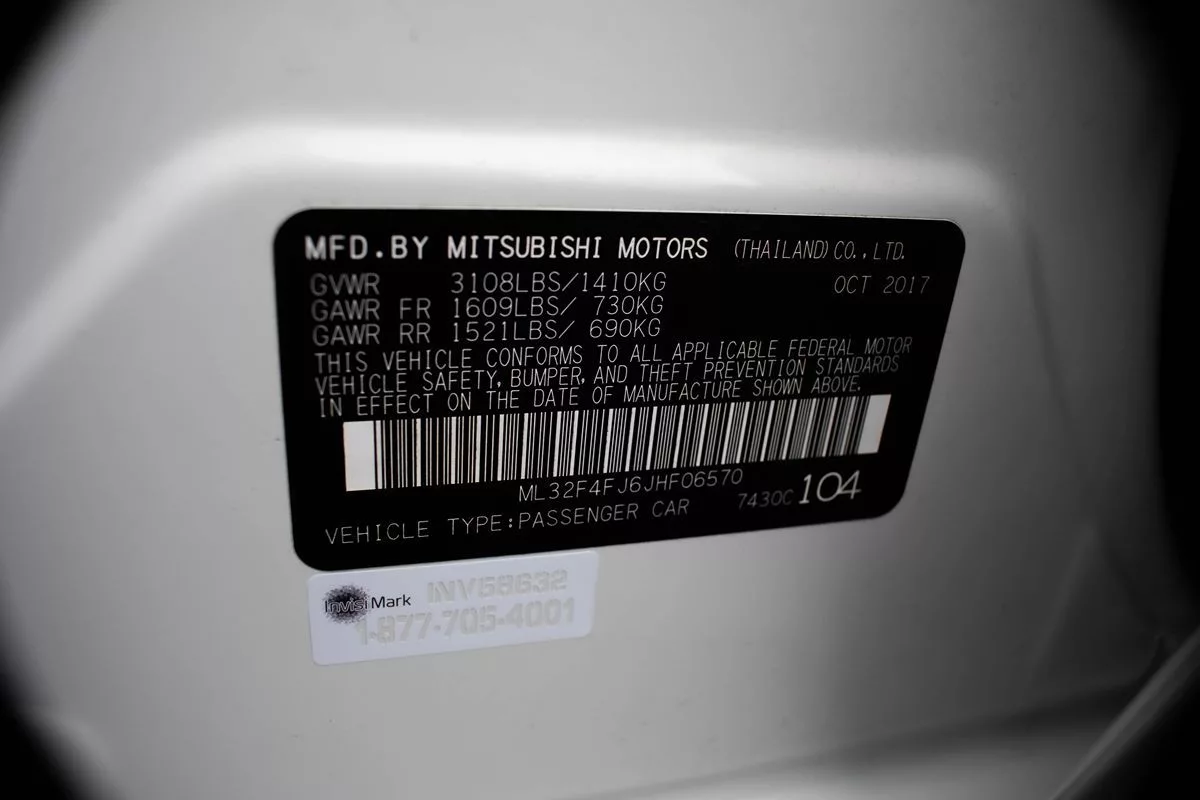 MFD.BY MITSUBISHI MOTORS (THAILAND) CO., LTD.
GVWR 3108LBS/1410KG OCT 2017
GAWR FR 1609LBS/ 730KG
GAWR RR 1521LBS/ 690KG
THIS VEHICLE CONFORMS TO ALL APPLICABLE FEDERAL MOTOR
VEHICLE SAFETY, BUMPER, AND THEFT PREVENTION STANDARDS
IN EFFECT ON THE DATE OF MANUFACTURE SHOWN ABOVE.
ML32F4FJ6JHF06570
VEHICLE TYPE:PASSENGER CAR 7430C 104
InvisiMark INV58632
1-877-705-4001